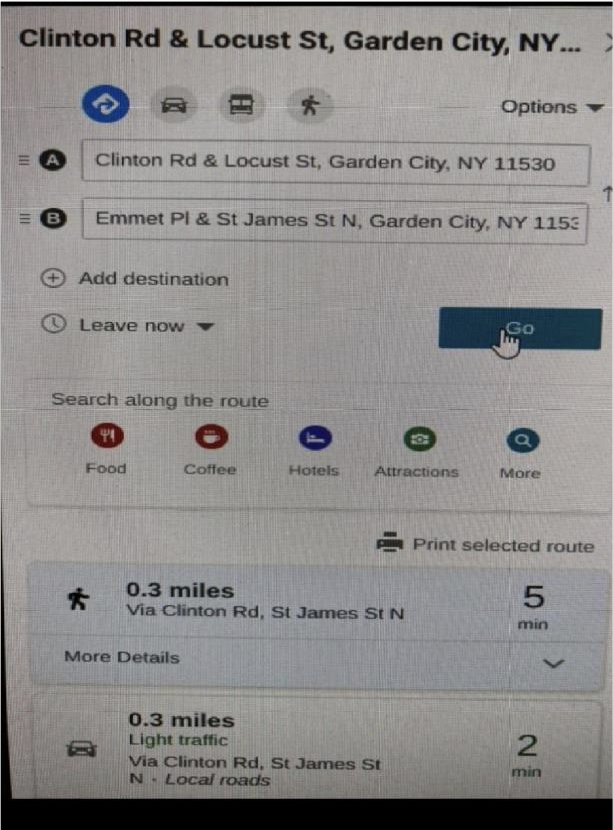 Clinton Rd & Locust St, Garden City, NY...
Options
A Clinton Rd & Locust St, Garden City, NY 11530
B Emmet Pl & St James St N, Garden City, NY 1153
Add destination
Leave now
Go
Search along the route
Food Coffee Hotels Attractions More
Print selected route
0.3 miles
5
Via Clinton Rd, St James St N
min
More Details
0.3 miles
Light traffic
2
Via Clinton Rd, St James St
min
N · Local roads